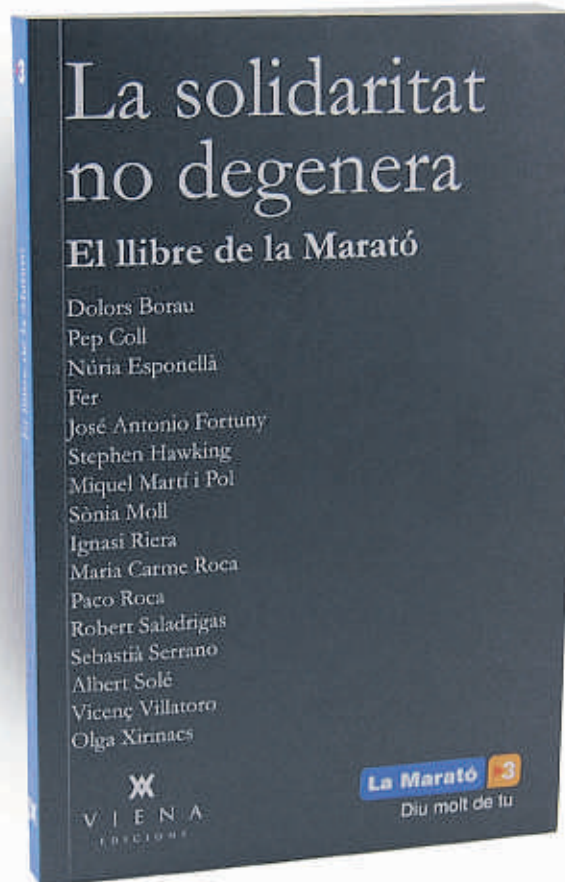 La solidaritat
no degenera
El llibre de la Marató
Dolors Borau
Pep Coll
Núria Esponellà
Fer
José Antonio Fortuny
Stephen Hawking
Miquel Martí i Pol
Sònia Moll
Ignasi Riera
Maria Carme Roca
Paco Roca
Robert Saladrigas
Sebastià Serrano
Albert Solé
Vicenç Villatoro
Olga Xirinacs
VIENA
EDICIONS
La Marató 3
Diu molt de tu